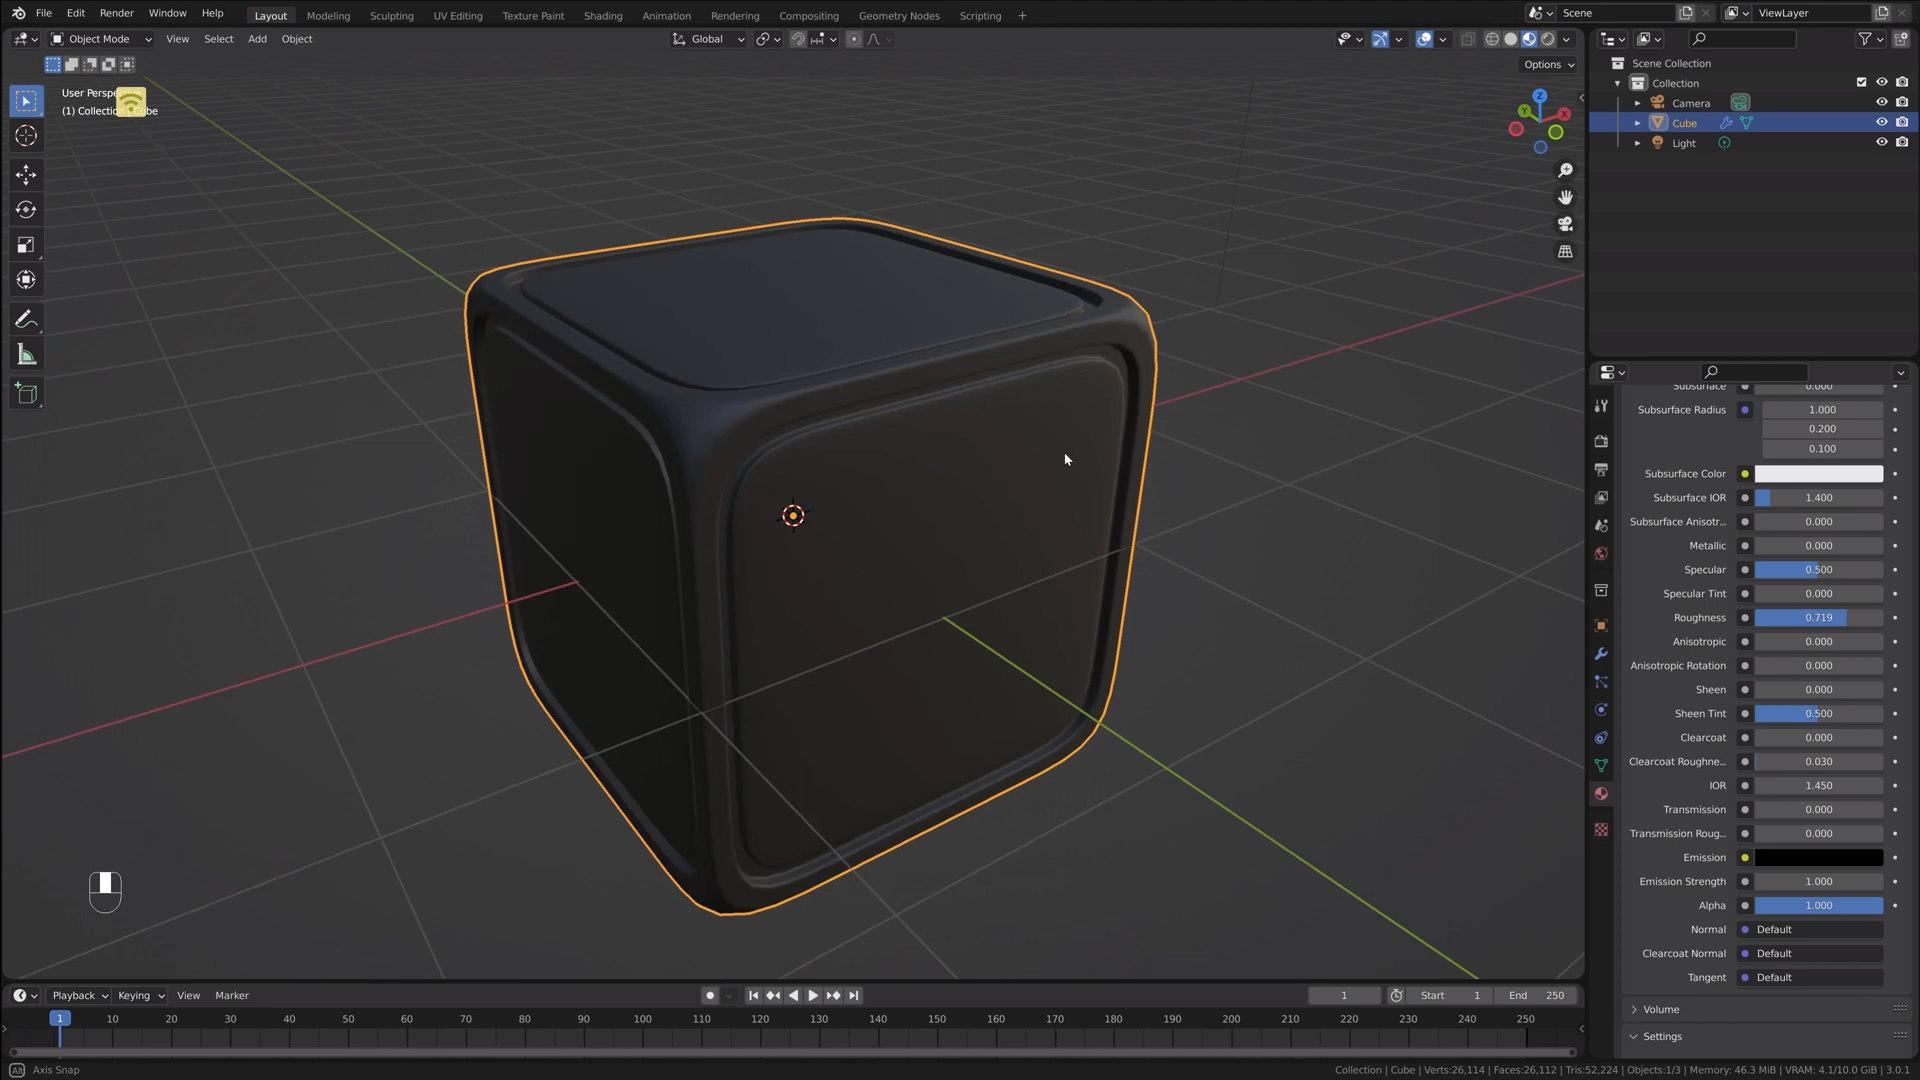 File Edit Render Window Help Layout Modeling Sculpting UV Editing Texture Paint Shading Animation Rendering Compositing Geometry Nodes Scripting + Scene ViewLayer
Object Mode View Select Add Object Global
Options
User Persp
(1) Collection Cube
Scene Collection
Collection
Camera
Cube
Light
Subsurface 0.000
Subsurface Radius 1.000
0.200
0.100
Subsurface Color
Subsurface IOR 1.400
Subsurface Anisotr... 0.000
Metallic 0.000
Specular 0.500
Specular Tint 0.000
Roughness 0.719
Anisotropic 0.000
Anisotropic Rotation 0.000
Sheen 0.000
Sheen Tint 0.500
Clearcoat 0.000
Clearcoat Roughne... 0.030
IOR 1.450
Transmission 0.000
Transmission Roug... 0.000
Emission
Emission Strength 1.000
Alpha 1.000
Normal Default
Clearcoat Normal Default
Tangent Default
Volume
Settings
Z
Y
X
Playback Keying View Marker 1 Start 1 End 250
1 10 20 30 40 50 60 70 80 90 100 110 120 130 140 150 160 170 180 190 200 210 220 230 240 250
Alt Axis Snap
Collection | Cube | Verts:26,114 | Faces:26,112 | Tris:52,224 | Objects:1/3 | Memory: 46.3 MiB | VRAM: 4.1/10.0 GiB | 3.0.1